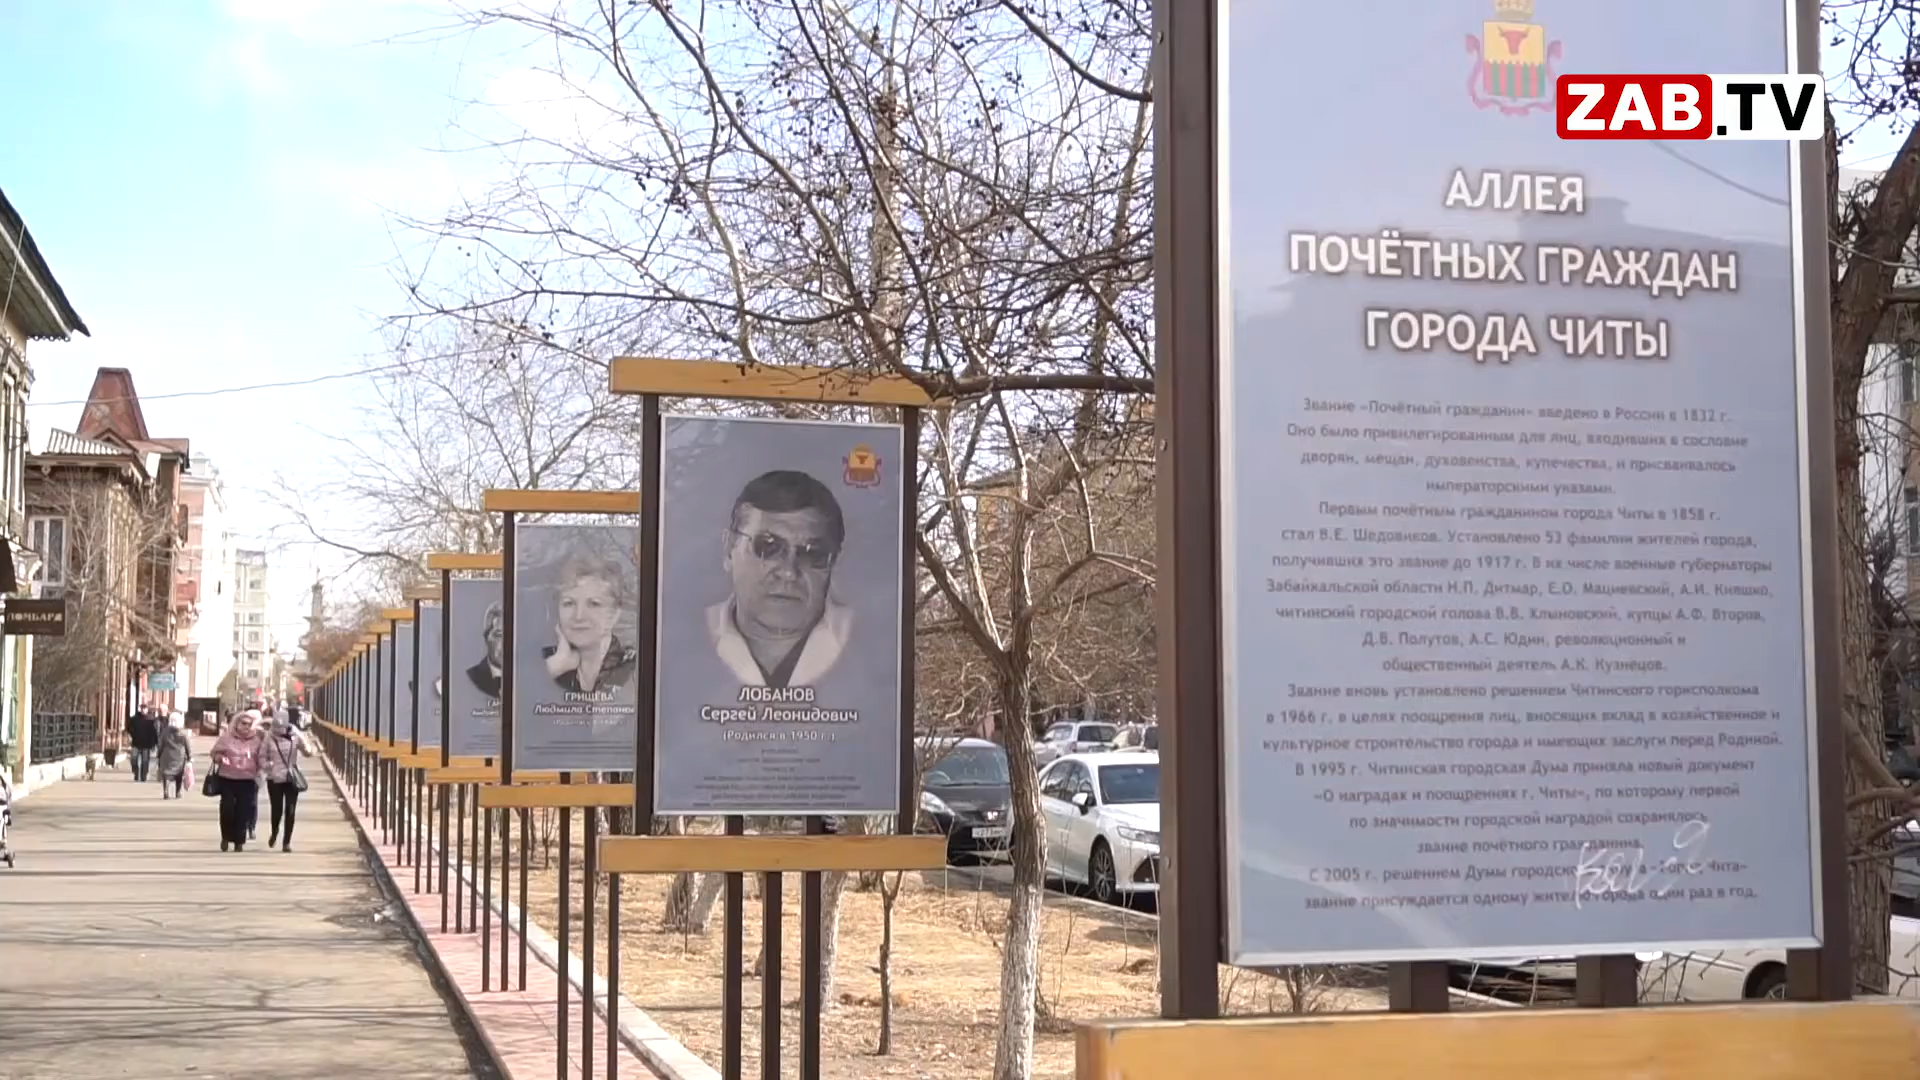 ZAB.TV
АЛЛЕЯ
ПОЧЁТНЫХ ГРАЖДАН
ГОРОДА ЧИТЫ
Звание «Почётный гражданин» введено в России в 1832 г.
Оно было привилегированным для лиц, входивших в сословие
дворян, мещан, духовенства, купечества, и присваивалось
императорскими указами.
Первым почётным гражданином города Читы в 1858 г.
стал В.Е. Шедовиков. Установлено 53 фамилии жителей города,
получивших это звание до 1917 г. В их числе военные губернаторы
Забайкальской области Н.П. Дитмар, Е.О. Мациевский, А.И. Кияшко,
читинский городской голова В.В. Хлыновский, купцы А.Ф. Второв,
Д.В. Полутов, А.С. Юдин, революционный и
общественный деятель А.К. Кузнецов.
Звание вновь установлено решением Читинского горисполкома
в 1966 г. в целях поощрения лиц, вносящих вклад в хозяйственное и
культурное строительство города и имеющих заслуги перед Родиной.
В 1995 г. Читинская городская Дума приняла новый документ
«О наградах и поощрениях г. Читы», по которому первой
по значимости городской наградой сохранялось
звание почётного гражданина.
С 2005 г. решением Думы городского округа «Город Чита»
звание присуждается одному жителю города один раз в год.
ЛОБАНОВ
Сергей Леонидович
(Родился в 1950 г.)
ГРИЩЕВА
Людмила
ЛОМБАРД